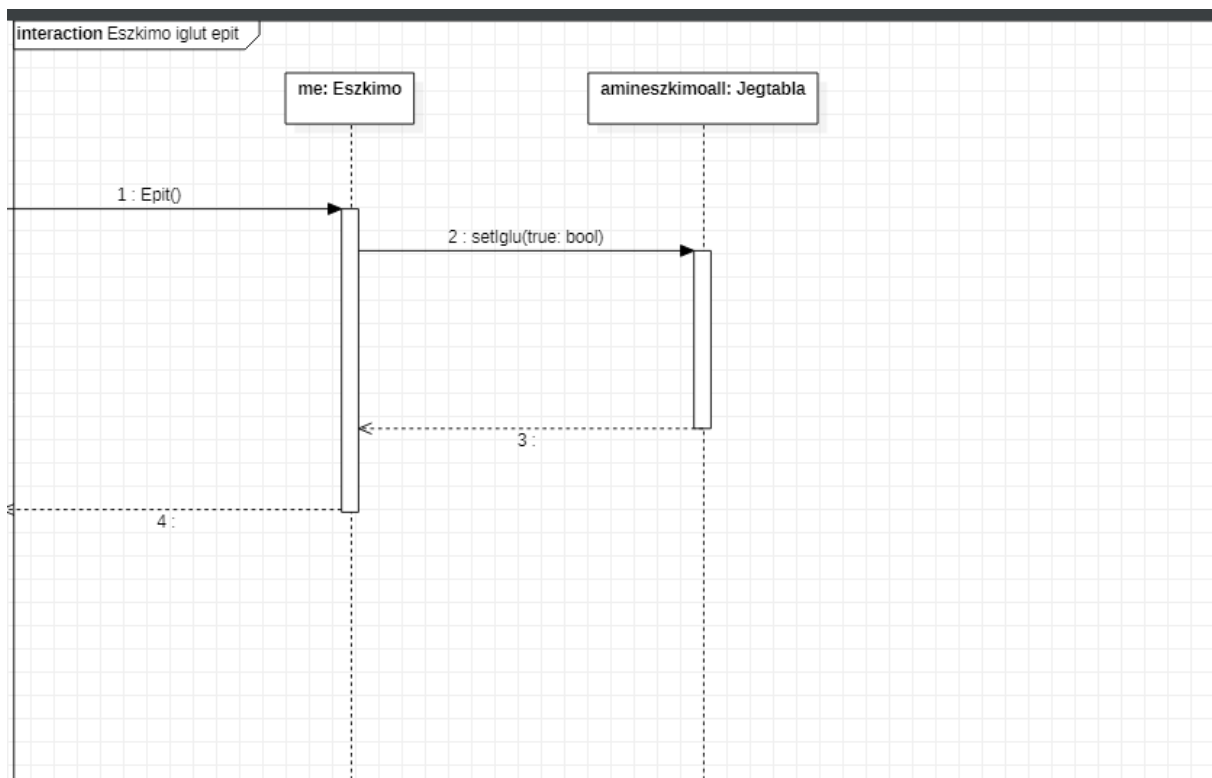 interaction Eszkimo iglut epit
me: Eszkimo
amineszkimoall: Jegtabla
1 : Epit()
2 : setIglu(true: bool)
3 :
4 :